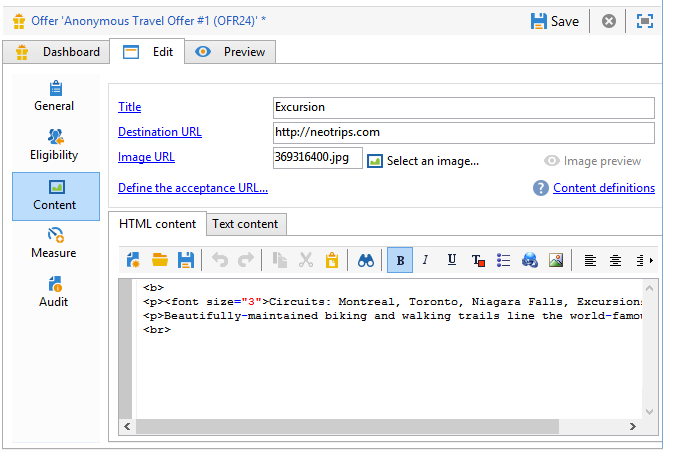 Offer 'Anonymous Travel Offer #1 (OFR24)' *
Save
Dashboard
Edit
Preview
General
Eligibility
Content
Measure
Audit
Title
Excursion
Destination URL
http://neotrips.com
Image URL
369316400.jpg
Select an image...
Image preview
Define the acceptance URL...
Content definitions
HTML content
Text content
B I U T
<b>
<p><font size="3">Circuits: Montreal, Toronto, Niagara Falls, Excursion
<p>Beautifully-maintained biking and walking trails line the world-famou
<br>